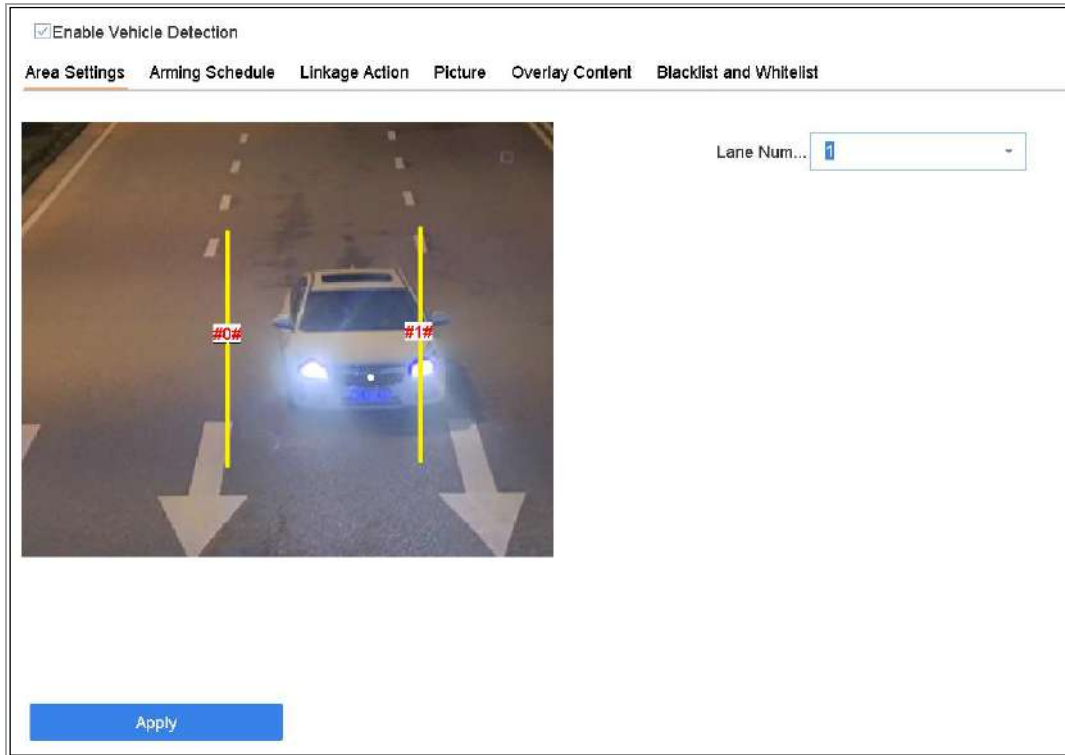 Enable Vehicle Detection
Area Settings Arming Schedule Linkage Action Picture Overlay Content Blacklist and Whitelist
Lane Num... 1
#0# #1#
Apply